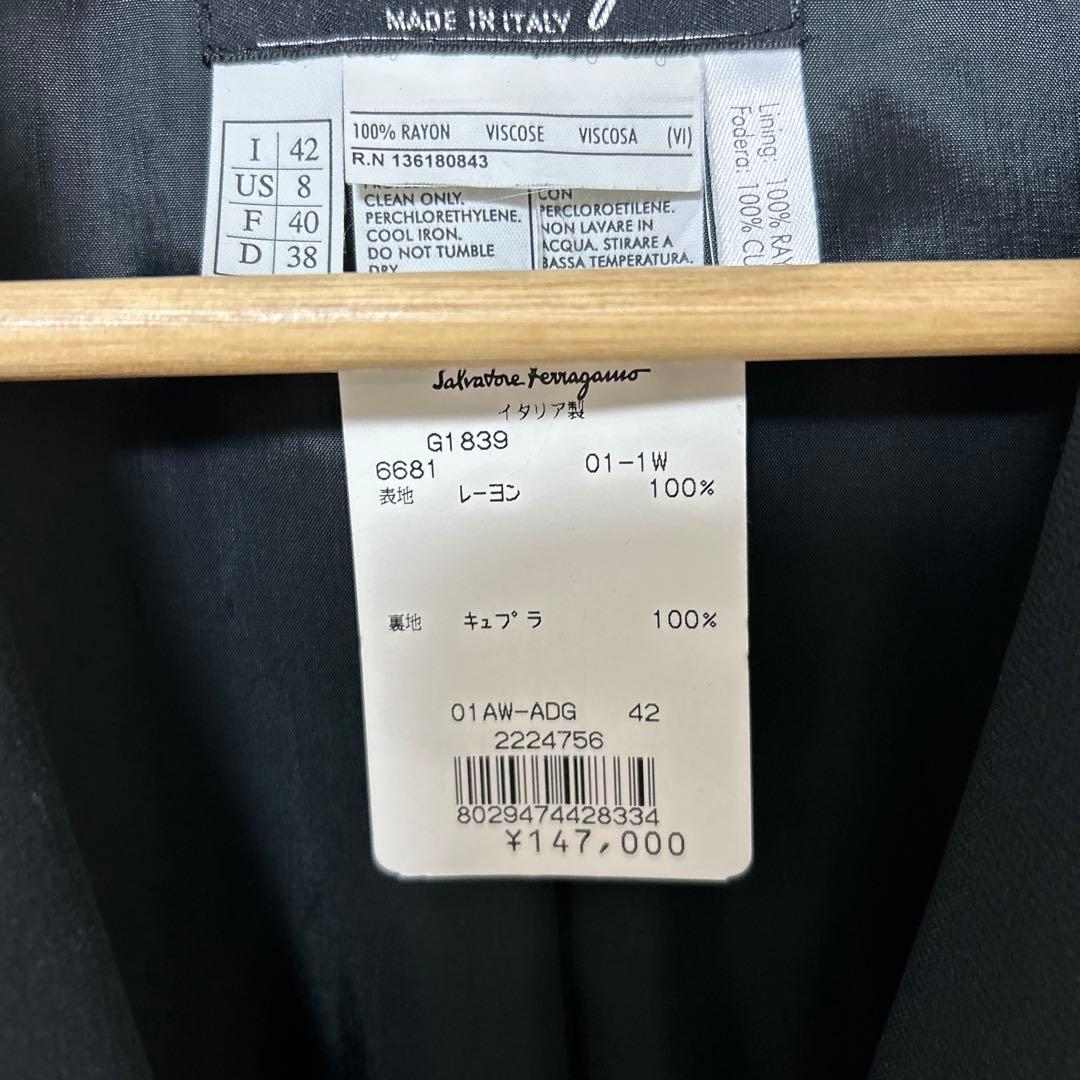 MADE IN ITALY
I 42
US 8
F 40
D 38
100% RAYON VISCOSE VISCOSA (VI)
R.N 136180843
CLEAN ONLY.
PERCHLORETHYLENE.
COOL IRON.
DO NOT TUMBLE
DRY
CON
PERCLOROETILENE.
NON LAVARE IN
ACQUA. STIRARE A
BASSA TEMPERATURA.
Lining: 100% RAY
Fodera: 100% CU
Salvatore Ferragamo
イタリア製
G1839
6681 01-1W
表地 レーヨン 100%
裏地 キュプラ 100%
01AW-ADG 42
2224756
8029474428334
¥147,000